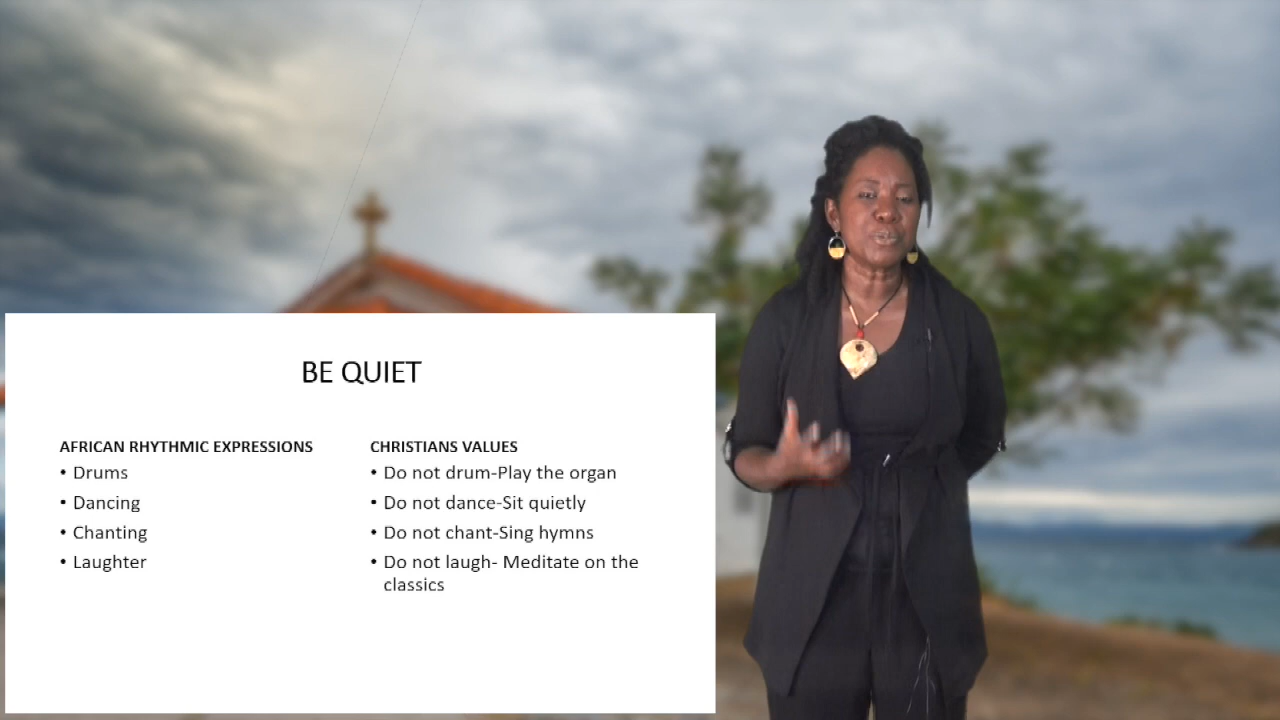 BE QUIET
AFRICAN RHYTHMIC EXPRESSIONS
• Drums
• Dancing
• Chanting
• Laughter
CHRISTIANS VALUES
• Do not drum-Play the organ
• Do not dance-Sit quietly
• Do not chant-Sing hymns
• Do not laugh- Meditate on the
classics